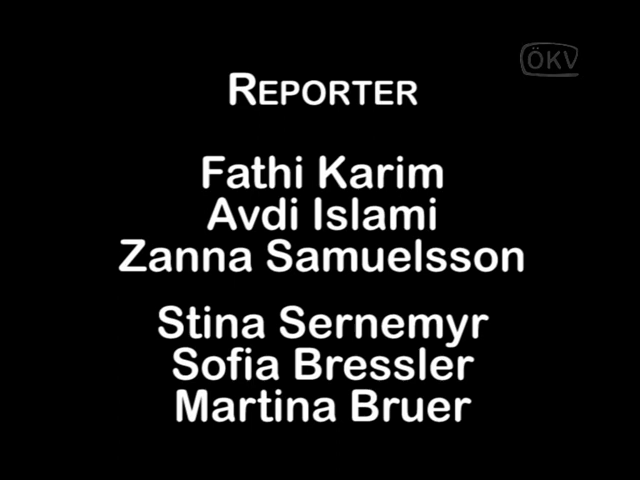 ÖKV
REPORTER
Fathi Karim
Avdi Islami
Zanna Samuelsson
Stina Sernemyr
Sofia Bressler
Martina Bruer